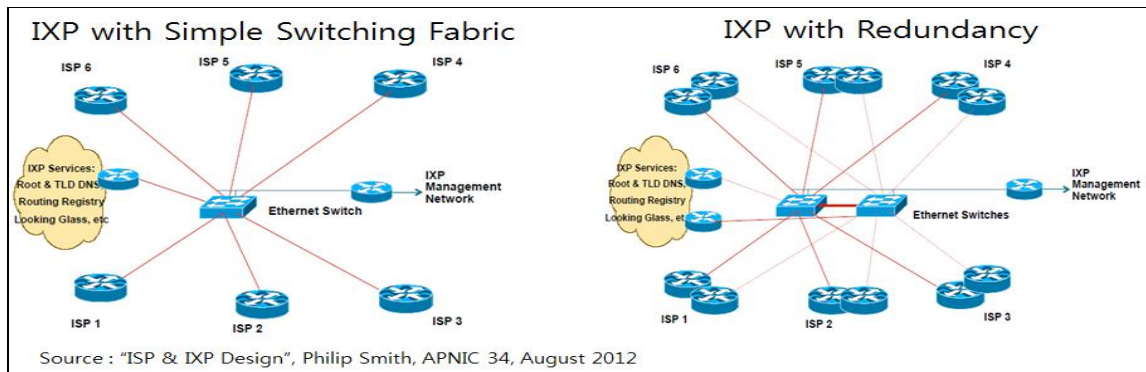 IXP with Simple Switching Fabric
ISP 6
ISP 5
ISP 4
IXP Services:
Root & TLD DNS,
Routing Registry
Looking Glass, etc
IXP
Management
Network
Ethernet Switch
ISP 1
ISP 2
ISP 3
IXP with Redundancy
ISP 6
ISP 5
ISP 4
IXP Services:
Root & TLD DNS,
Routing Registry
Looking Glass, et
IXP
Management
Network
Ethernet Switches
ISP 1
ISP 2
ISP 3
Source : "ISP & IXP Design", Philip Smith, APNIC 34, August 2012